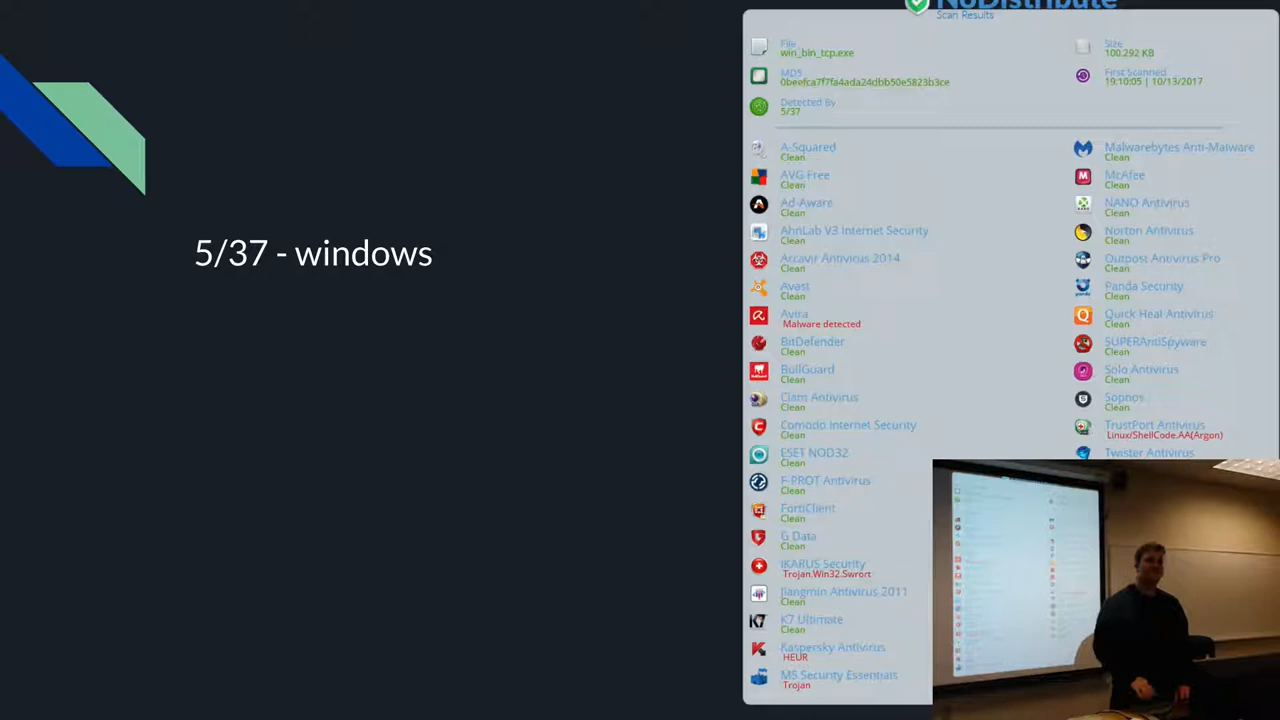 5/37 - windows
NoDistribute
Scan Results
File
win_bin_tcp.exe
Size
100.292 KB
MD5
0beefca7f7fa4ada24dbb50e5823b3ce
First Scanned
19:10:05 | 10/13/2017
Detected By
5/37
A-Squared
Clean
AVG Free
Clean
Ad-Aware
Clean
AhnLab V3 Internet Security
Clean
Arcavir Antivirus 2014
Clean
Avast
Clean
Avira
Malware detected
BitDefender
Clean
BullGuard
Clean
Clam Antivirus
Clean
Comodo Internet Security
Clean
ESET NOD32
Clean
F-PROT Antivirus
Clean
FortiClient
Clean
G Data
Clean
IKARUS Security
Trojan.Win32.Swrort
Jiangmin Antivirus 2011
Clean
K7 Ultimate
Clean
Kaspersky Antivirus
HEUR
MS Security Essentials
Trojan
Malwarebytes Anti-Malware
Clean
McAfee
Clean
NANO Antivirus
Clean
Norton Antivirus
Clean
Outpost Antivirus Pro
Clean
Panda Security
Clean
Quick Heal Antivirus
Clean
SUPERAntiSpyware
Clean
Solo Antivirus
Clean
Sophos
Clean
TrustPort Antivirus
Linux/ShellCode.AA(Argon)
Twister Antivirus